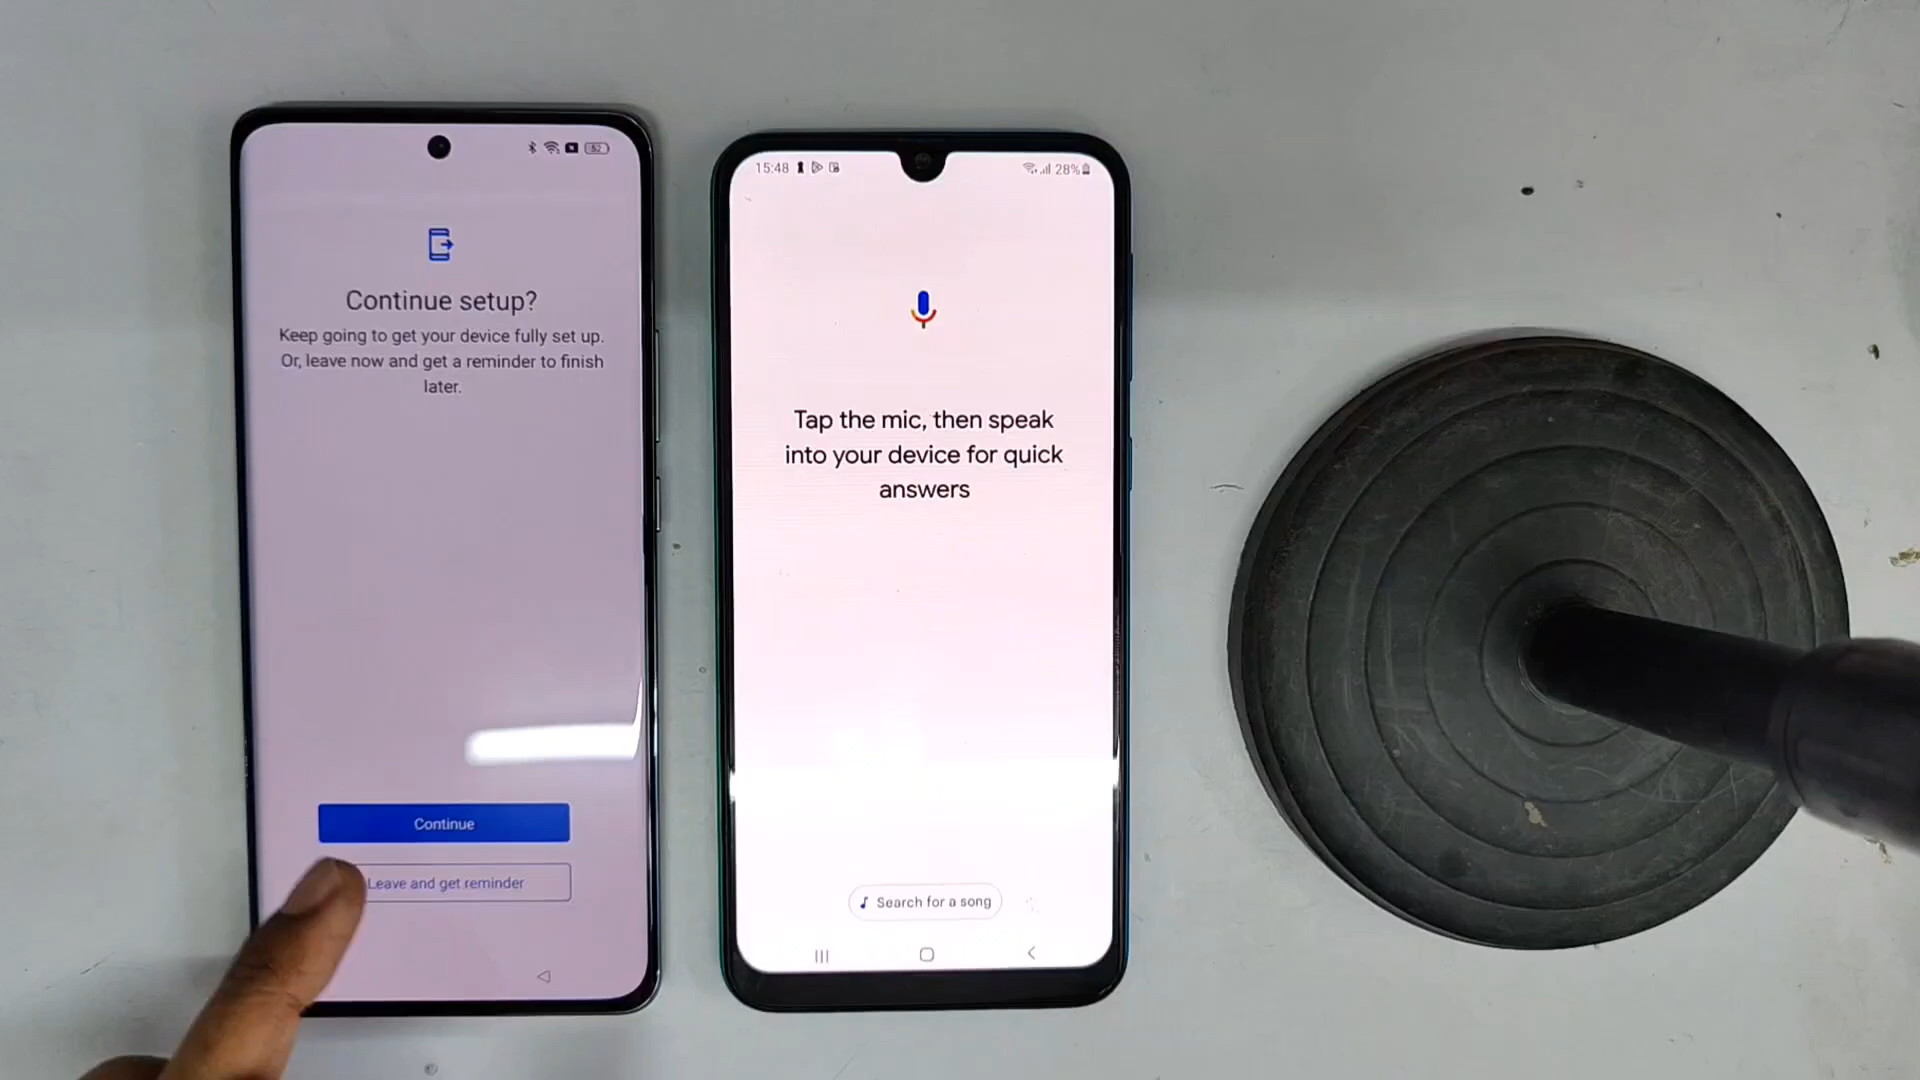 52
Continue setup?
Keep going to get your device fully set up.
Or, leave now and get a reminder to finish
later.
Continue
Leave and get reminder
15:48
28%
Tap the mic, then speak
into your device for quick
answers
Search for a song